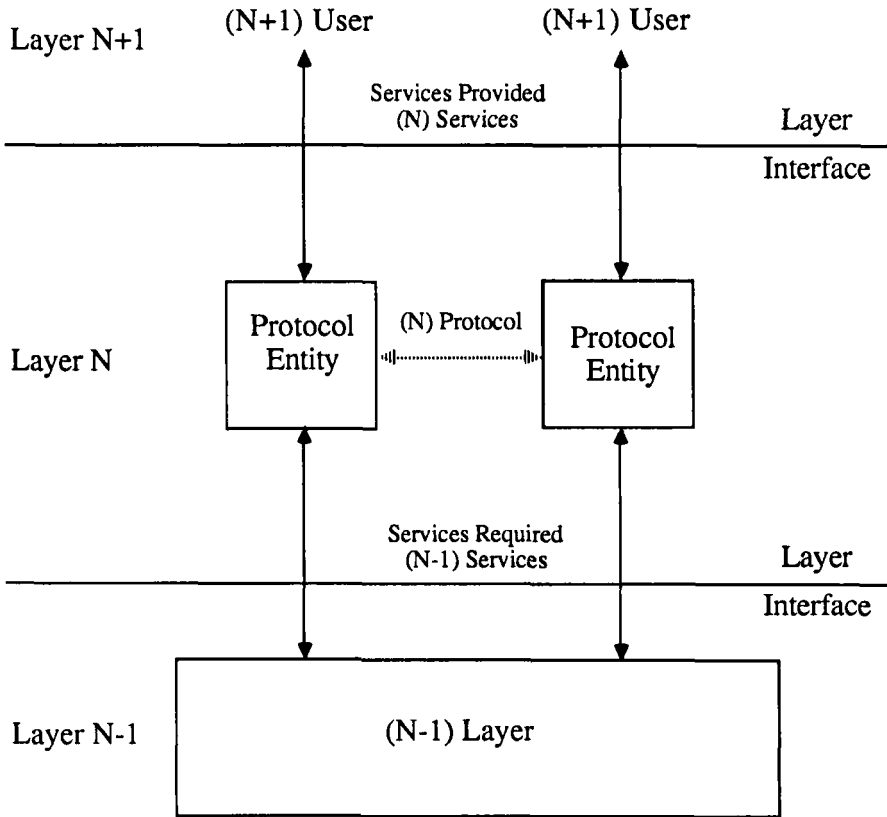 Layer N+1
(N+1) User
(N+1) User
Services Provided
(N) Services
Layer
Interface
Protocol
Entity
(N) Protocol
Protocol
Entity
Layer N
Services Required
(N-1) Services
Layer
Interface
Layer N-1
(N-1) Layer